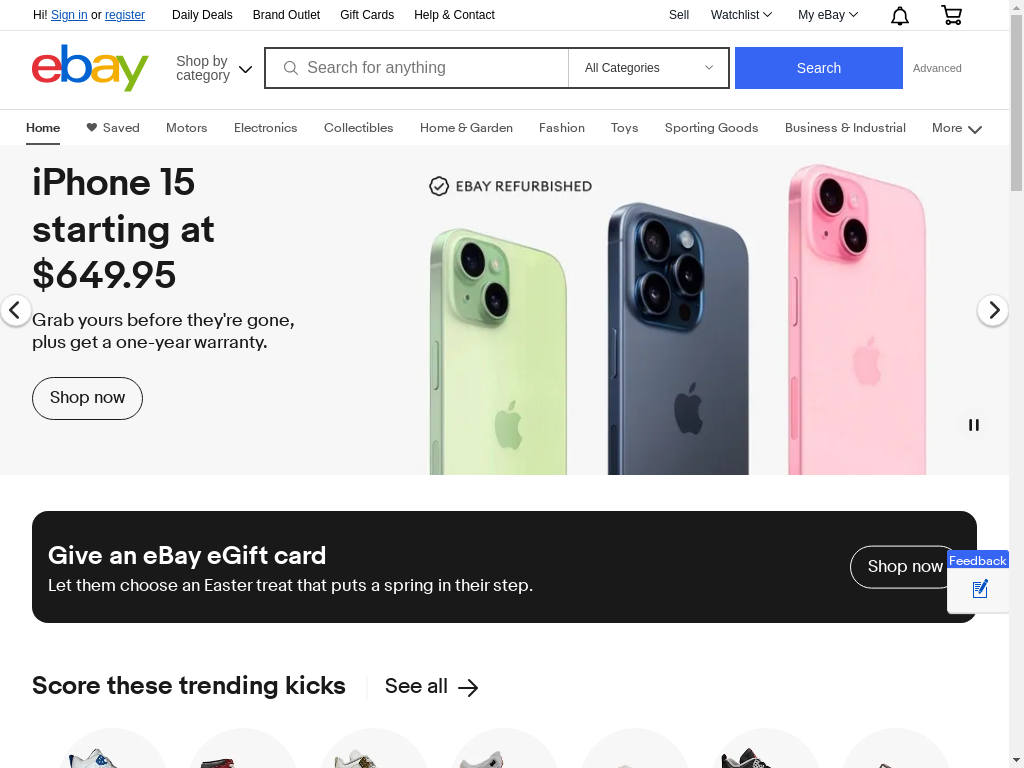 Hi! Sign in or register Daily Deals Brand Outlet Gift Cards Help & Contact Sell Watchlist My eBay
ebay
Shop by
category
Search for anything
All Categories
Search
Advanced
Home Saved Motors Electronics Collectibles Home & Garden Fashion Toys Sporting Goods Business & Industrial More
iPhone 15
starting at
$649.95
Grab yours before they're gone,
plus get a one-year warranty.
Shop now
EBAY REFURBISHED
Give an eBay eGift card
Let them choose an Easter treat that puts a spring in their step.
Shop now
Feedback
Score these trending kicks
See all